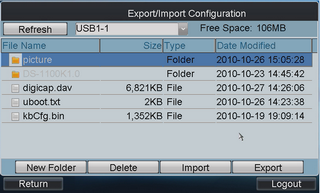 Export/Import Configuration
Refresh USB1-1 Free Space: 106MB
File Name Size Type Date Modified
picture Folder 2010-10-26 15:05:28
DS-1100K1.0 Folder 2010-10-23 14:45:42
digicap.dav 6,821KB File 2010-10-27 14:26:06
uboot.txt 2KB File 2010-10-26 14:23:38
kbCfg.bin 1,352KB File 2010-10-19 19:09:14
New Folder Delete Import Export
Return Logout